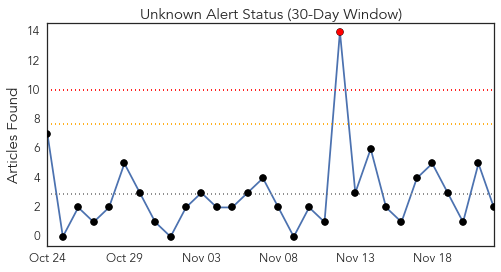 Unknown Alert Status (30-Day Window)
Articles Found
14
12
10
8
6
4
2
0
Oct 24 Oct 29 Nov 03 Nov 08 Nov 13 Nov 18